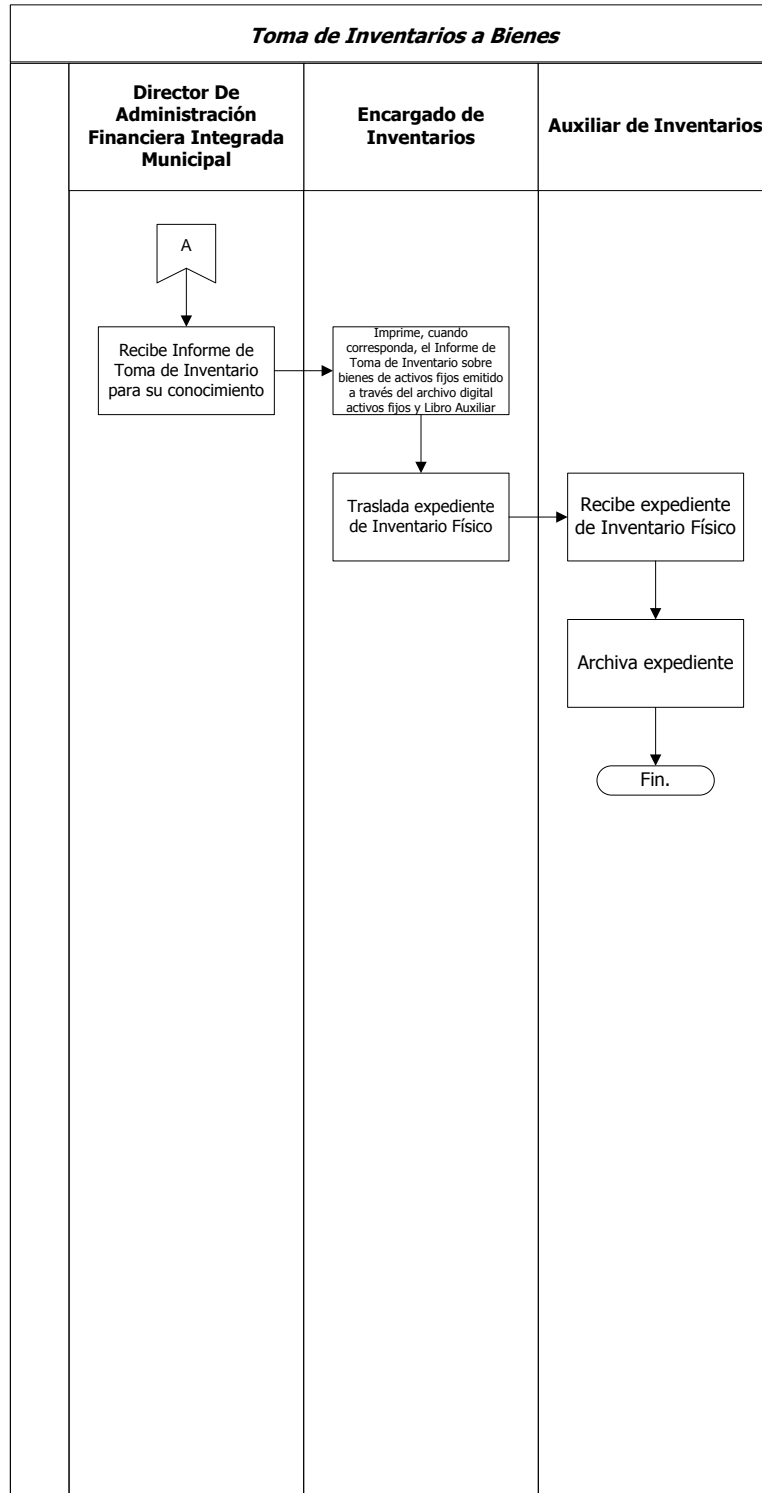 Toma de Inventarios a Bienes
Director De
Administración
Financiera Integrada
Municipal
Encargado de
Inventarios
Auxiliar de Inventarios
A
Recibe Informe de
Toma de Inventario
para su conocimiento
Imprime, cuando
corresponda, el Informe de
Toma de Inventario sobre
bienes de activos fijos emitido
a través del archivo digital
activos fijos y Libro Auxiliar
Traslada expediente
de Inventario Físico
Recibe expediente
de Inventario Físico
Archiva expediente
Fin.